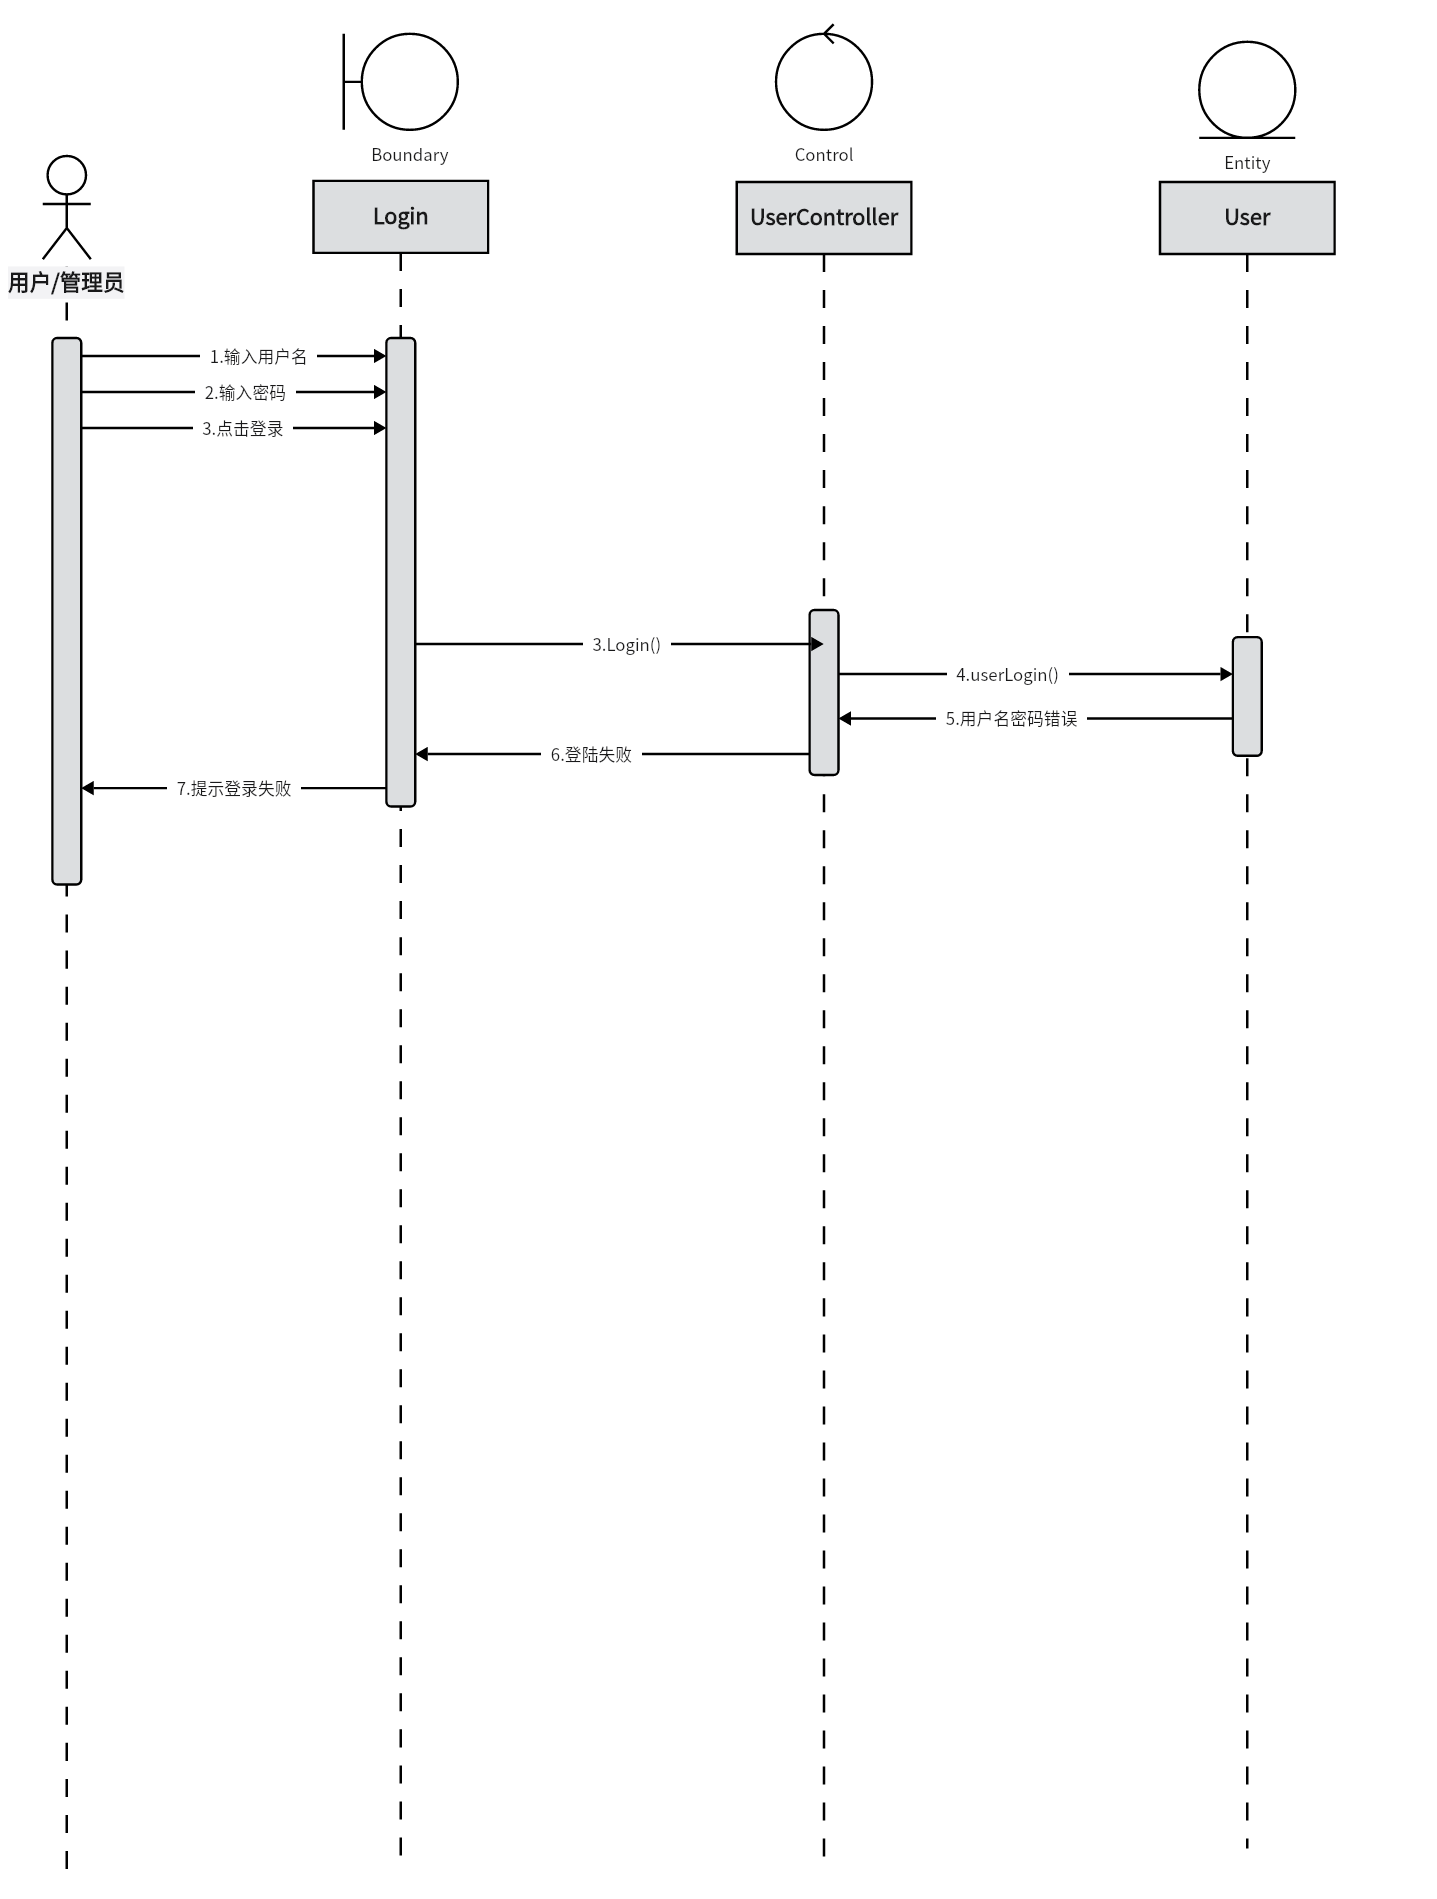 Boundary
Control
Entity
Login
UserController
User
用户/管理员
1.输入用户名
2.输入密码
3.点击登录
3.Login()
4.userLogin()
5.用户名密码错误
6.登陆失败
7.提示登录失败